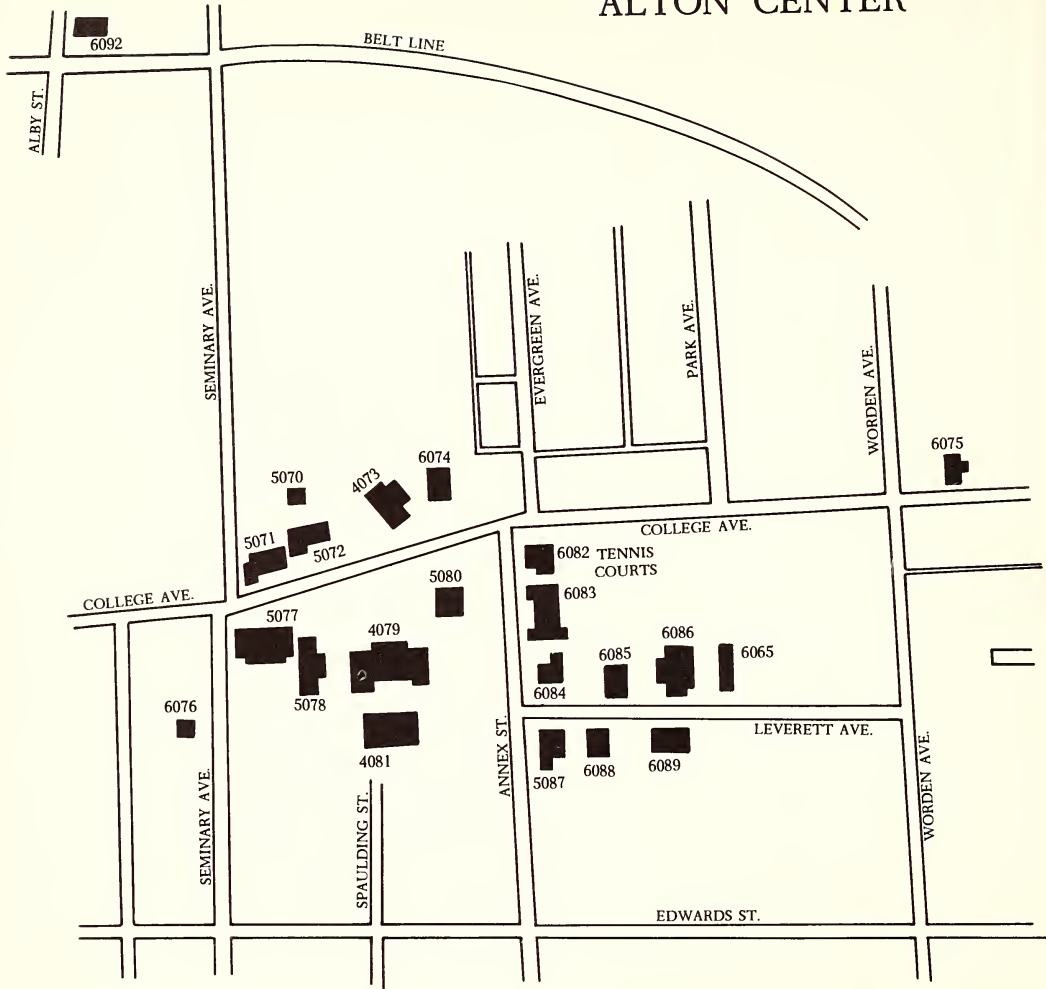 ALTON CENTER
6092
BELT LINE
ALBY ST.
SEMINARY AVE.
EVERGREEN AVE.
PARK AVE.
WORDEN AVE.
6075
6074
4073
5070
5071
5072
COLLEGE AVE.
6082 TENNIS
COURTS
6083
5080
COLLEGE AVE.
5077
4079
6086
6085
6065
6084
5078
6076
LEVERETT AVE.
4081
ANNEX ST.
5087
6088
6089
SEMINARY AVE.
SPAULDING ST.
WORDEN AVE.
EDWARDS ST.